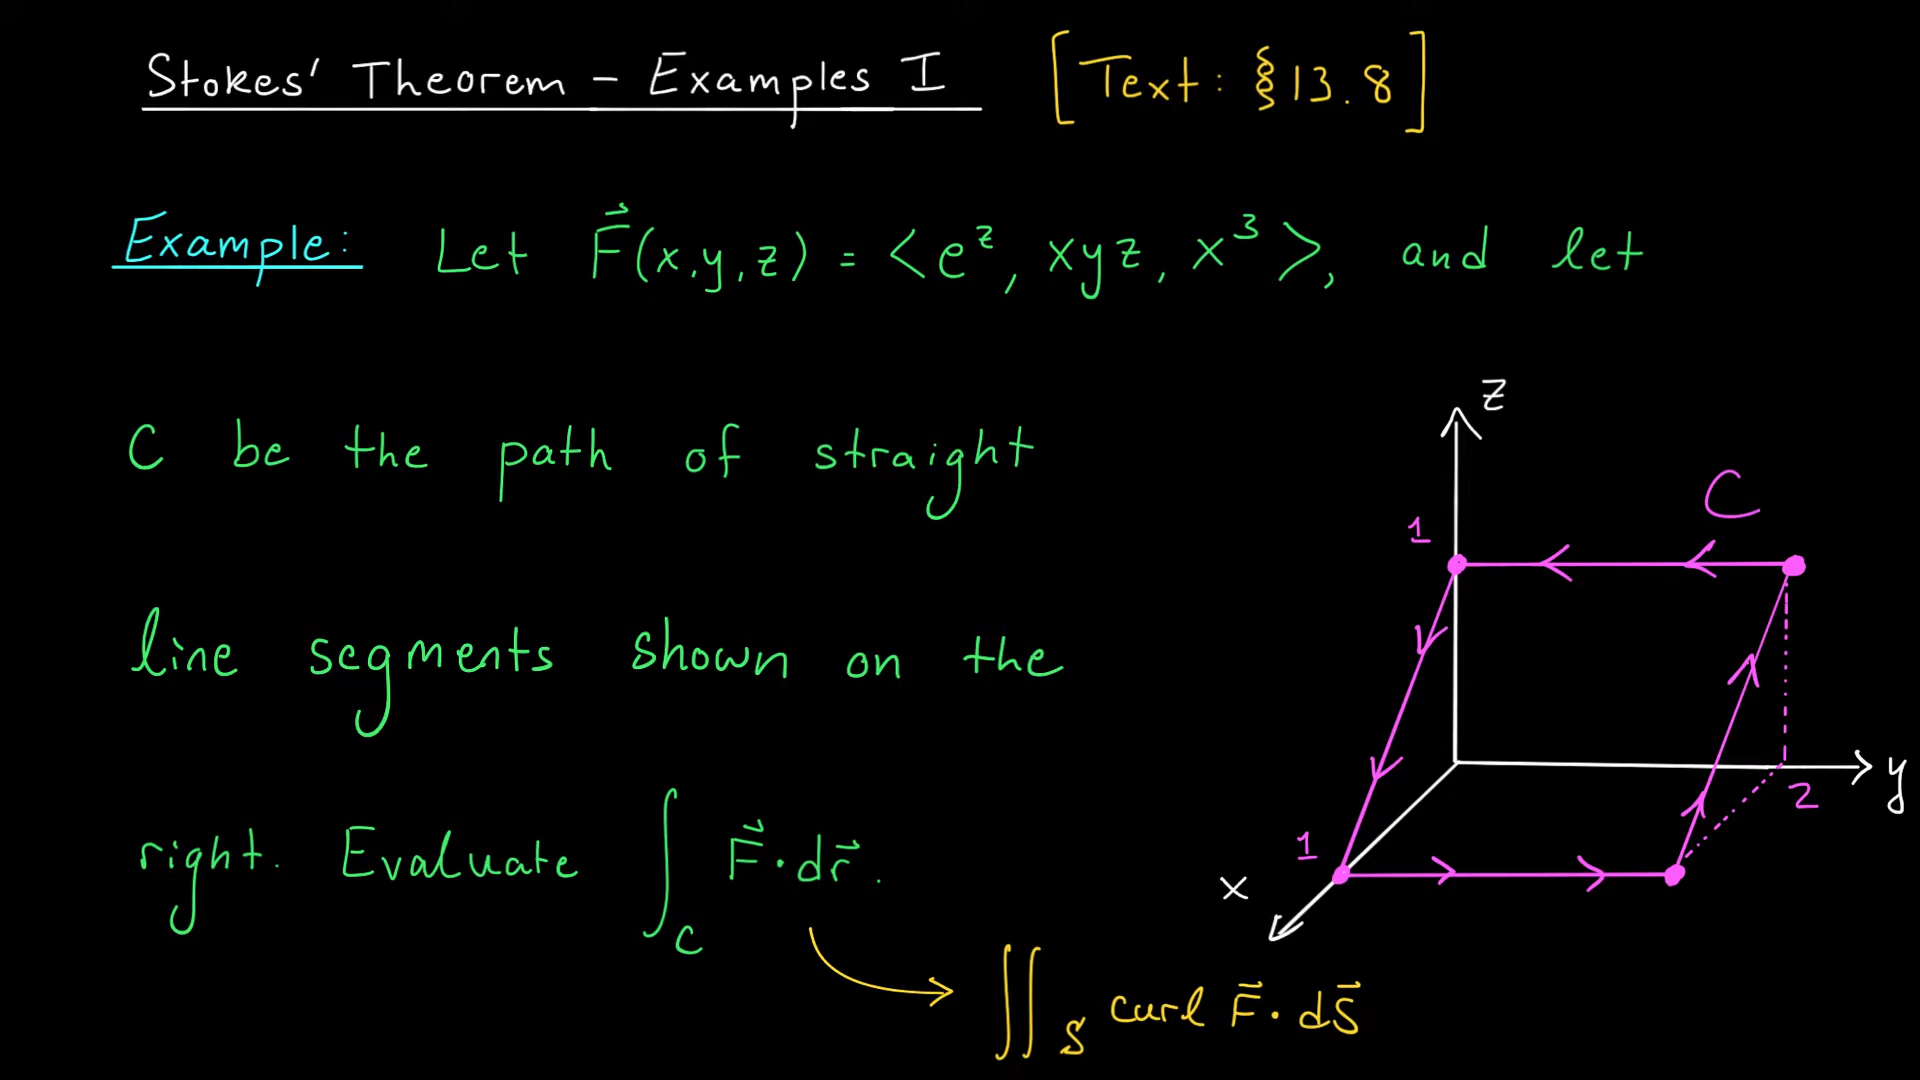 Stokes' Theorem – Examples I [Text: §13.8]
Example: Let F⃗(x,y,z) = <e^z, xyz, x^3>, and let
C be the path of straight
line segments shown on the
right. Evaluate ∫_C F⃗·dr⃗.
∬_S curl F⃗·dS⃗
z
C
1
y
2
1
x